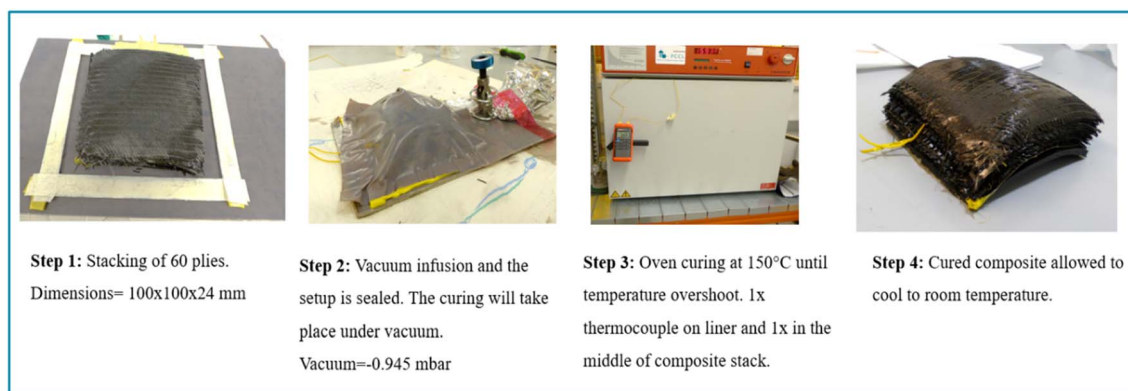 Step 1: Stacking of 60 plies.
Dimensions= 100x100x24 mm
Step 2: Vacuum infusion and the
setup is sealed. The curing will take
place under vacuum.
Vacuum=-0.945 mbar
Step 3: Oven curing at 150°C until
temperature overshoot. 1x
thermocouple on liner and 1x in the
middle of composite stack.
Step 4: Cured composite allowed to
cool to room temperature.